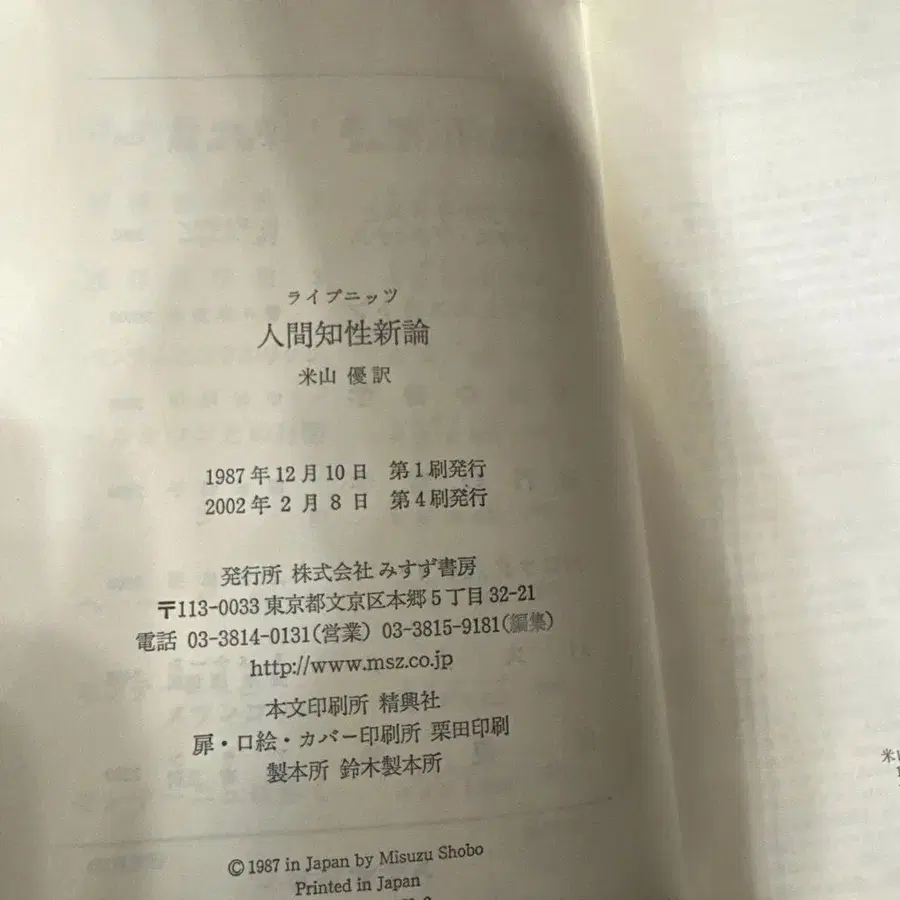 ライプニッツ
人間知性新論
米山 優訳
1987年12月10日 第1刷発行
2002年2月8日 第4刷発行
発行所 株式会社 みすず書房
〒113-0033 東京都文京区本郷5丁目32-21
電話 03-3814-0131(営業) 03-3815-9181(編集)
http://www.msz.co.jp
本文印刷所 精興社
扉・口絵・カバー印刷所 栗田印刷
製本所 鈴木製本所
© 1987 in Japan by Misuzu Shobo
Printed in Japan
米